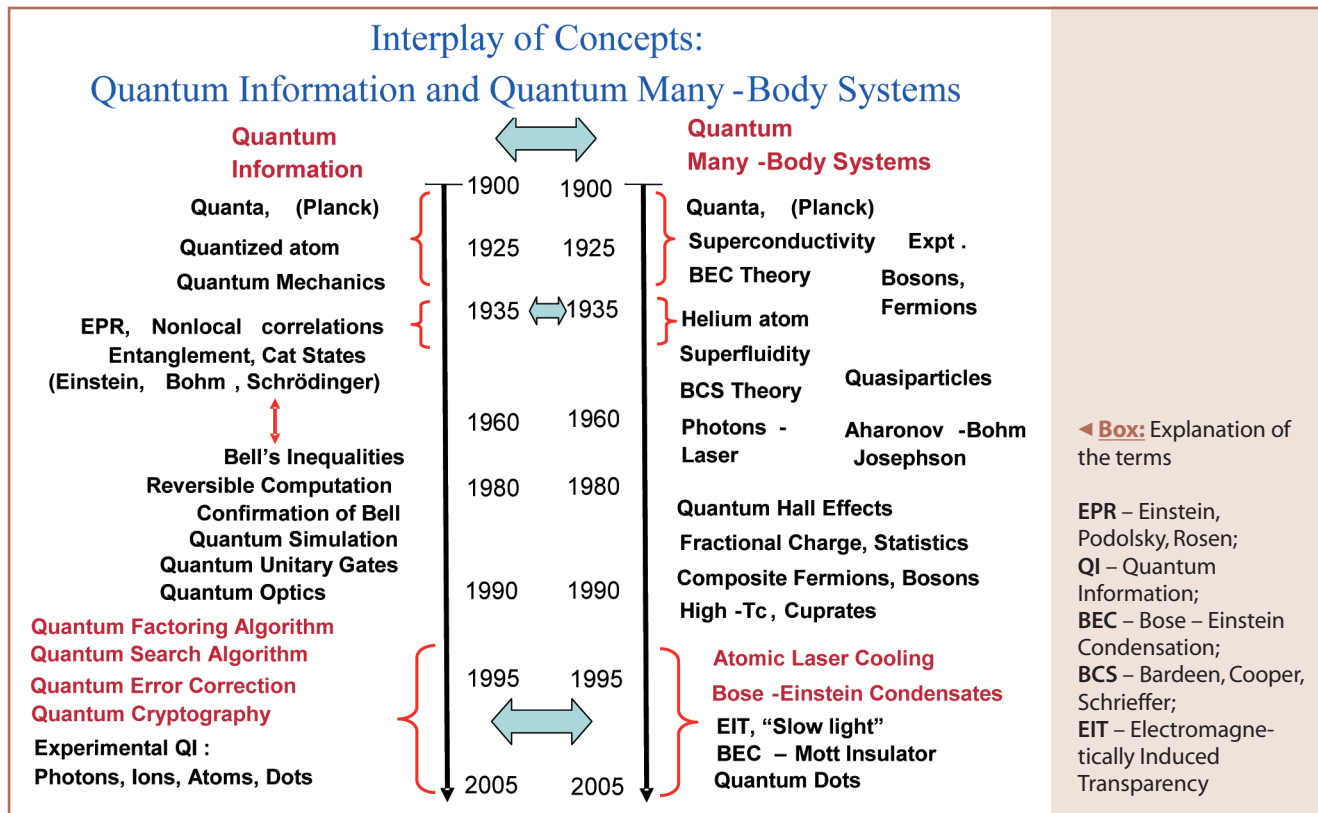 Interplay of Concepts:
Quantum Information and Quantum Many -Body Systems
Quantum
Information
Quanta, (Planck)
Quantized atom
Quantum Mechanics
EPR, Nonlocal correlations
Entanglement, Cat States
(Einstein, Bohm , Schrödinger)
Bell's Inequalities
Reversible Computation
Confirmation of Bell
Quantum Simulation
Quantum Unitary Gates
Quantum Optics
Quantum Factoring Algorithm
Quantum Search Algorithm
Quantum Error Correction
Quantum Cryptography
Experimental QI :
Photons, Ions, Atoms, Dots
1900 1900
1925 1925
1935 1935
1960 1960
1980 1980
1990 1990
1995 1995
2005 2005
Quantum
Many -Body Systems
Quanta, (Planck)
Superconductivity Expt .
BEC Theory
Bosons,
Fermions
Helium atom
Superfluidity
BCS Theory
Quasiparticles
Photons -
Laser
Aharonov -Bohm
Josephson
Quantum Hall Effects
Fractional Charge, Statistics
Composite Fermions, Bosons
High -Tc , Cuprates
Atomic Laser Cooling
Bose -Einstein Condensates
EIT, “Slow light”
BEC – Mott Insulator
Quantum Dots
◄ Box: Explanation of
the terms
EPR – Einstein,
Podolsky, Rosen;
QI – Quantum
Information;
BEC – Bose – Einstein
Condensation;
BCS – Bardeen, Cooper,
Schrieffer;
EIT – Electromagne-
tically Induced
Transparency